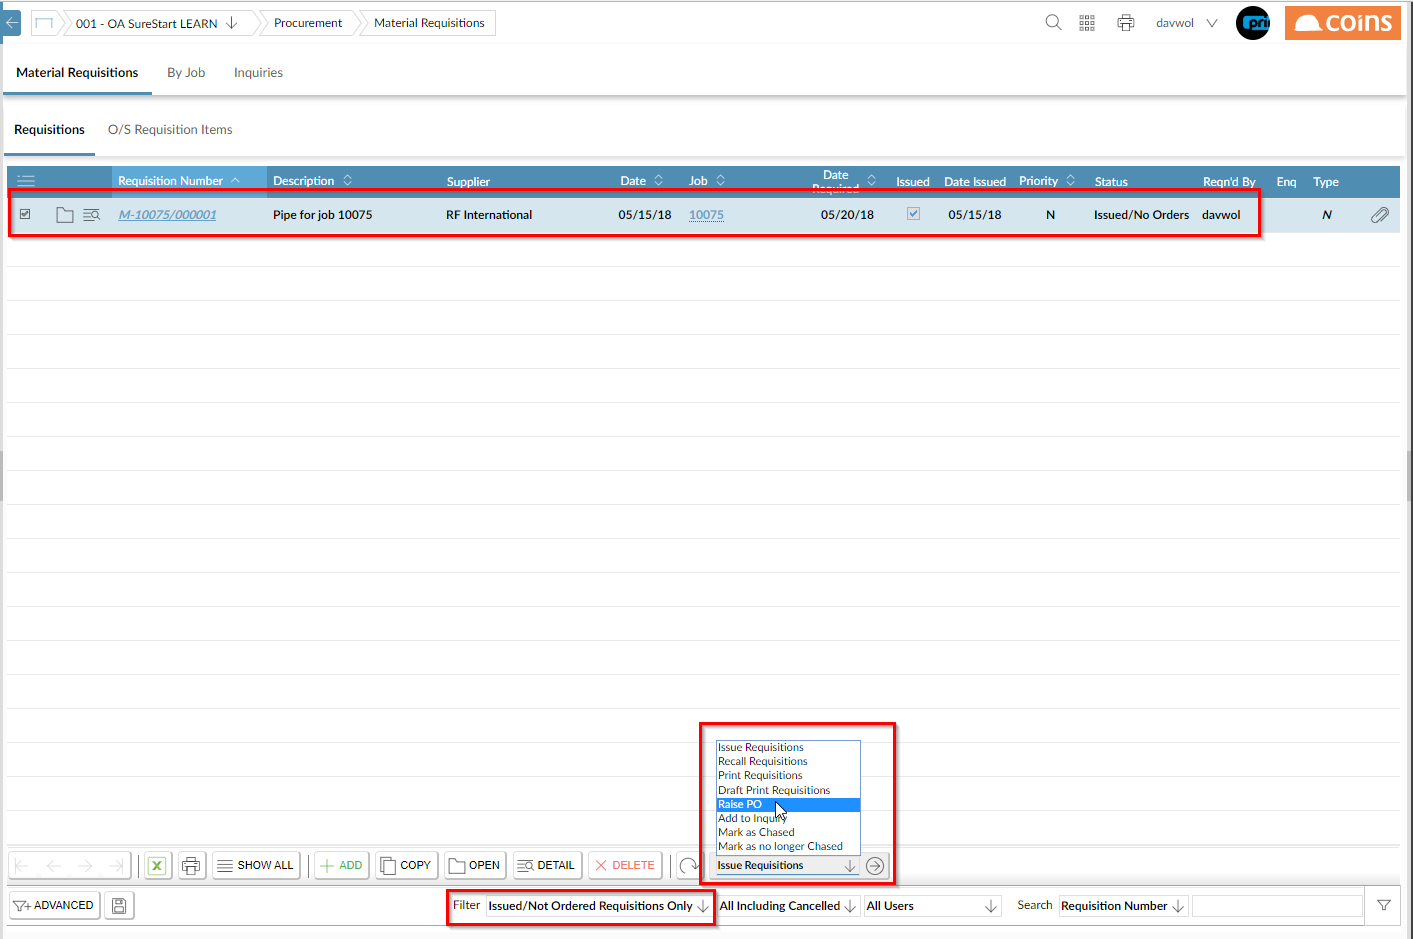 001 - OA SureStart LEARN
Procurement
Material Requisitions
davwol
pri
coins
Material Requisitions
By Job
Inquiries
Requisitions
O/S Requisition Items
Requisition Number
Description
Supplier
Date
Job
Date Required
Issued
Date Issued
Priority
Status
Reqn'd By
Enq
Type
M-10075/000001
Pipe for job 10075
RF International
05/15/18
10075
05/20/18
05/15/18
N
Issued/No Orders
davwol
N
Issue Requisitions
Recall Requisitions
Print Requisitions
Draft Print Requisitions
Raise PO
Add to Inquiry
Mark as Chased
Mark as no longer Chased
SHOW ALL
ADD
COPY
OPEN
DETAIL
DELETE
Issue Requisitions
ADVANCED
Filter
Issued/Not Ordered Requisitions Only
All Including Cancelled
All Users
Search
Requisition Number